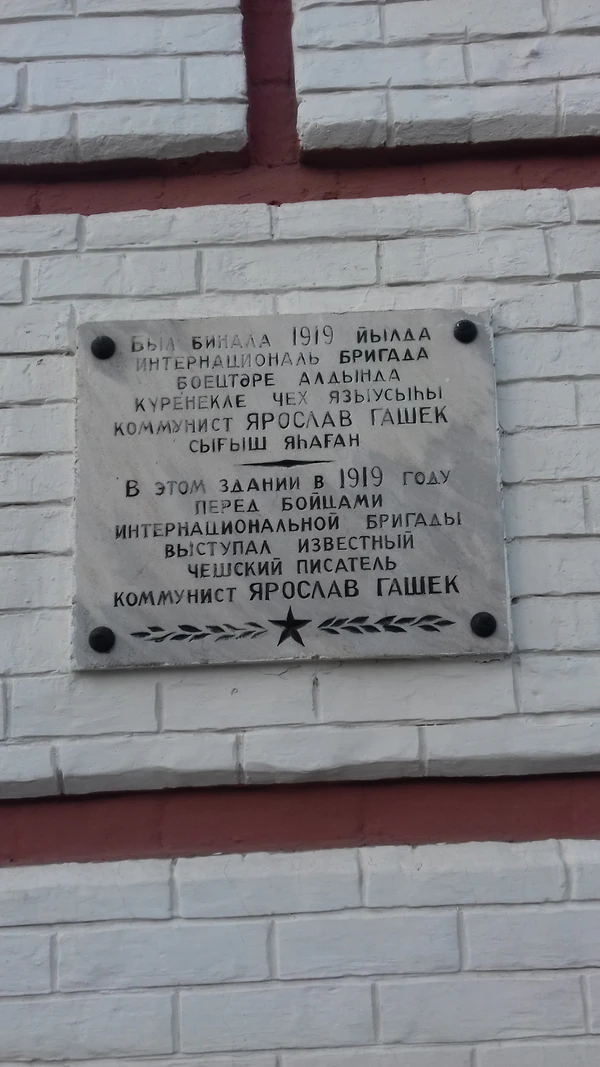 Был бинала 1919 йылда
интернациональ бригада
боецтәре алдында
күренекле чех языусыһы
коммунист ЯРОСЛАВ ГАШЕК
сығыш яһаған
В этом здании в 1919 году
перед бойцами
интернациональной бригады
выступал известный
чешский писатель
коммунист ЯРОСЛАВ ГАШЕК